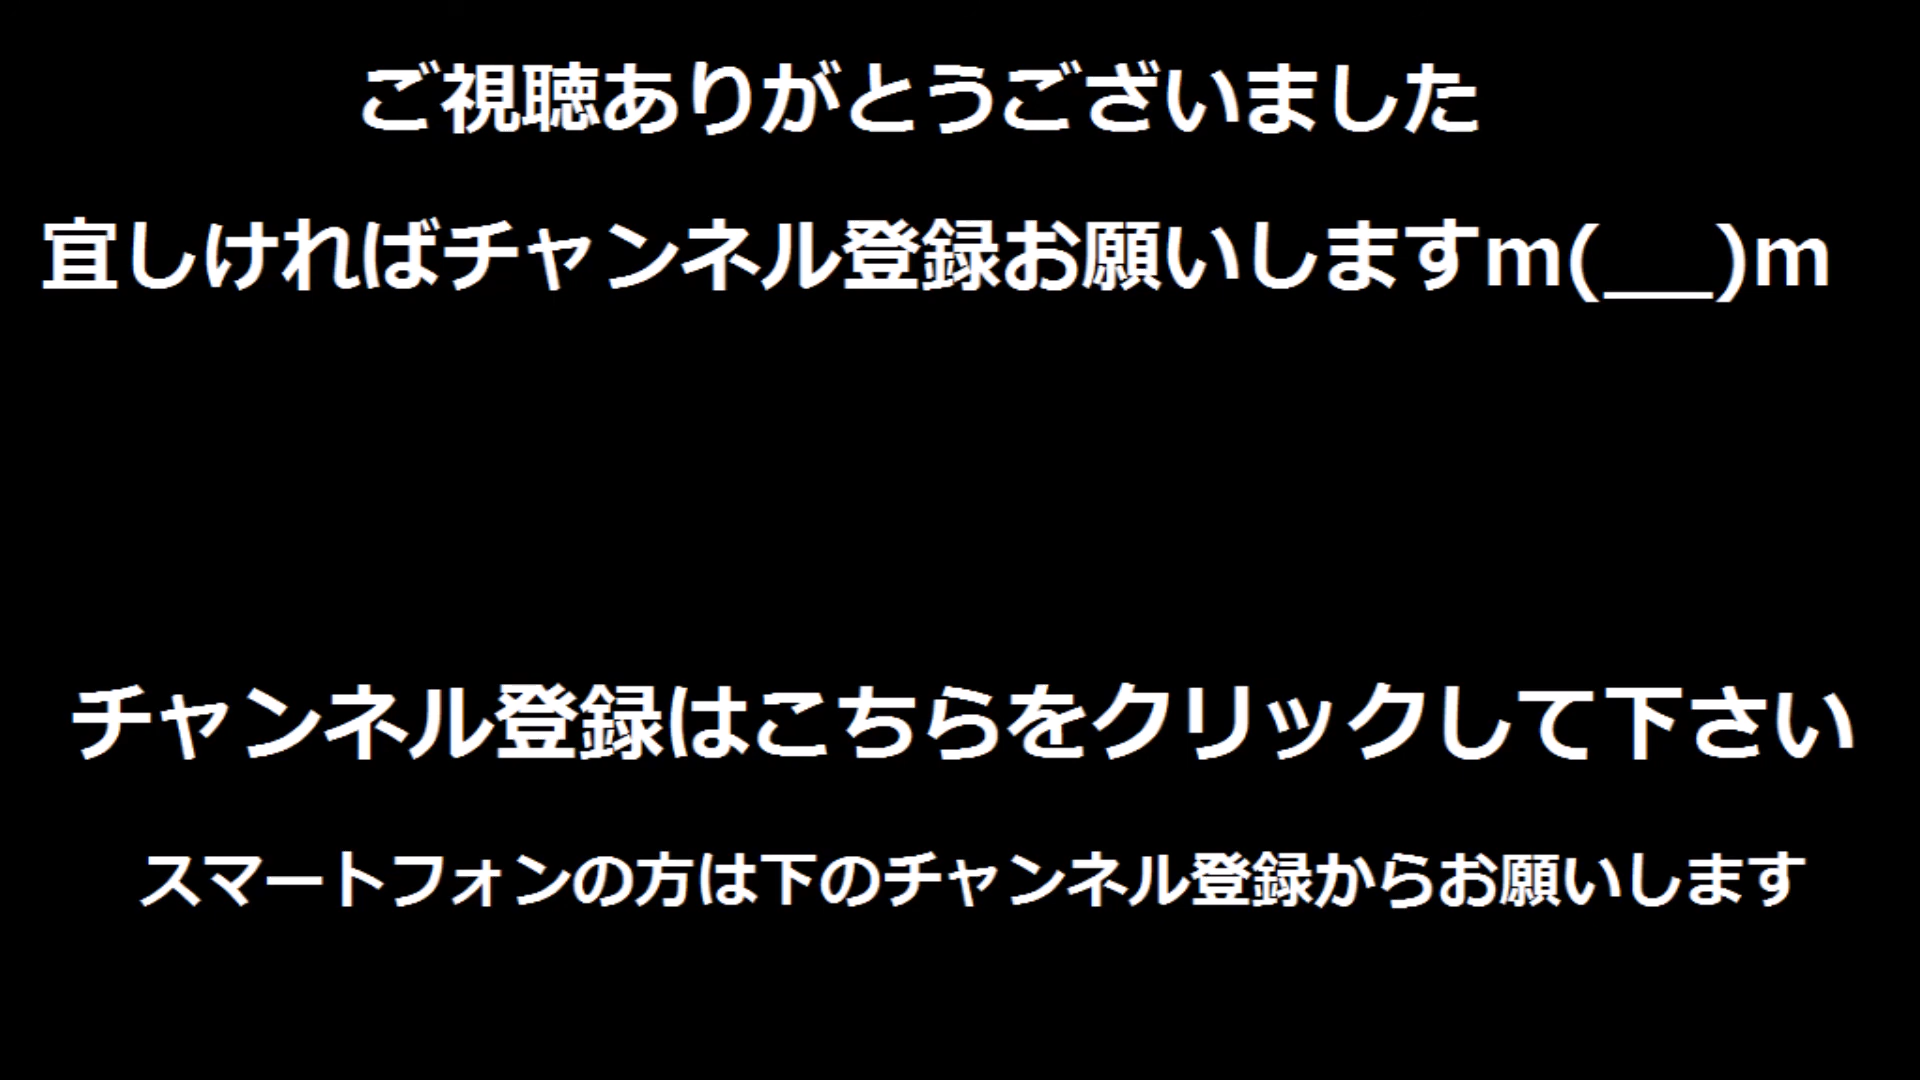 ご視聴ありがとうございました
宜しければチャンネル登録お願いしますm(__)m
チャンネル登録はこちらをクリックして下さい
スマートフォンの方は下のチャンネル登録からお願いします